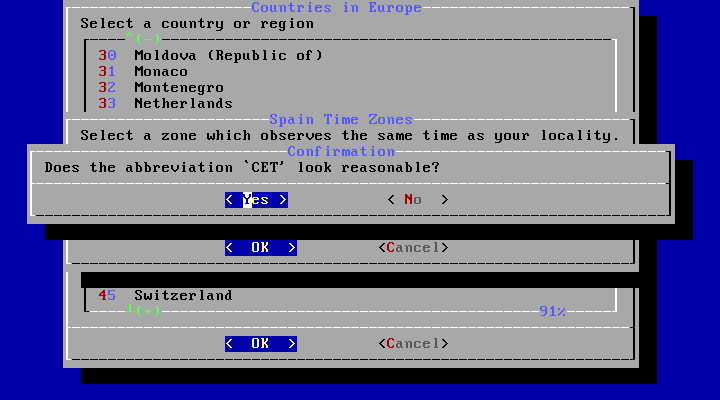 Countries in Europe
Select a country or region
^(-)
30 Moldova (Republic of)
31 Monaco
32 Montenegro
33 Netherlands
Spain Time Zones
Select a zone which observes the same time as your locality.
Confirmation
Does the abbreviation `CET' look reasonable?
< Yes > < No >
< OK > <Cancel>
45 Switzerland
!(+) 91%
< OK > <Cancel>